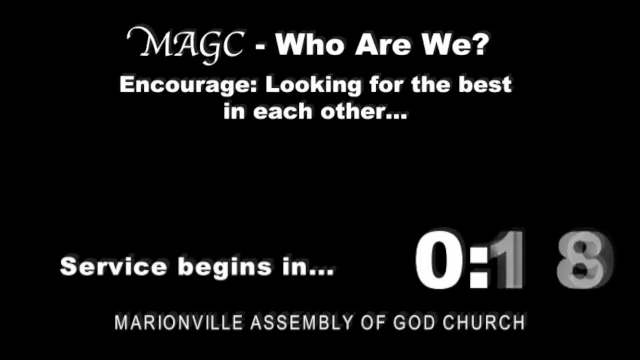 MAGC - Who Are We?
Encourage: Looking for the best
in each other...
Service begins in... 0:18
MARIONVILLE ASSEMBLY OF GOD CHURCH